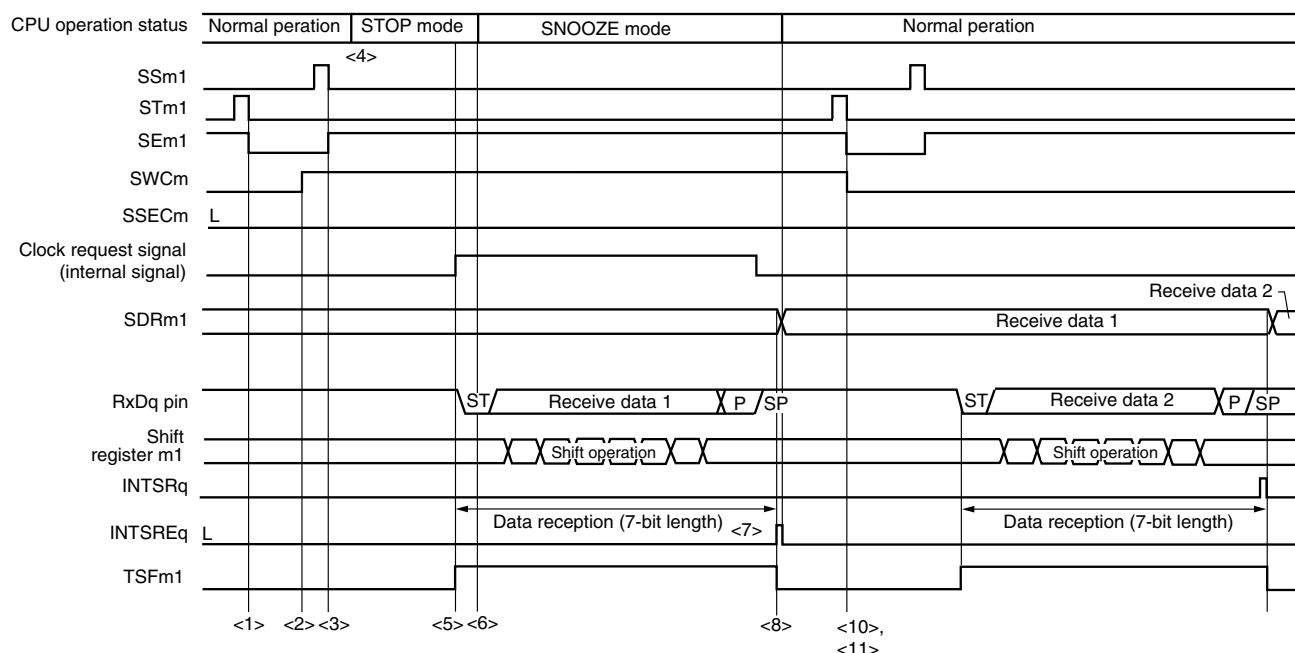 CPU operation status Normal peration STOP mode SNOOZE mode Normal peration
<4>
SSm1
STm1
SEm1
SWCm
SSECm L
Clock request signal
(internal signal)
Receive data 2
SDRm1 Receive data 1
RxDq pin ST Receive data 1 P SP ST Receive data 2 P SP
Shift
register m1 Shift operation Shift operation
INTSRq
Data reception (7-bit length) <7> Data reception (7-bit length)
INTSREq L
TSFm1
<1> <2> <3> <5> <6> <8> <10>,
<11>